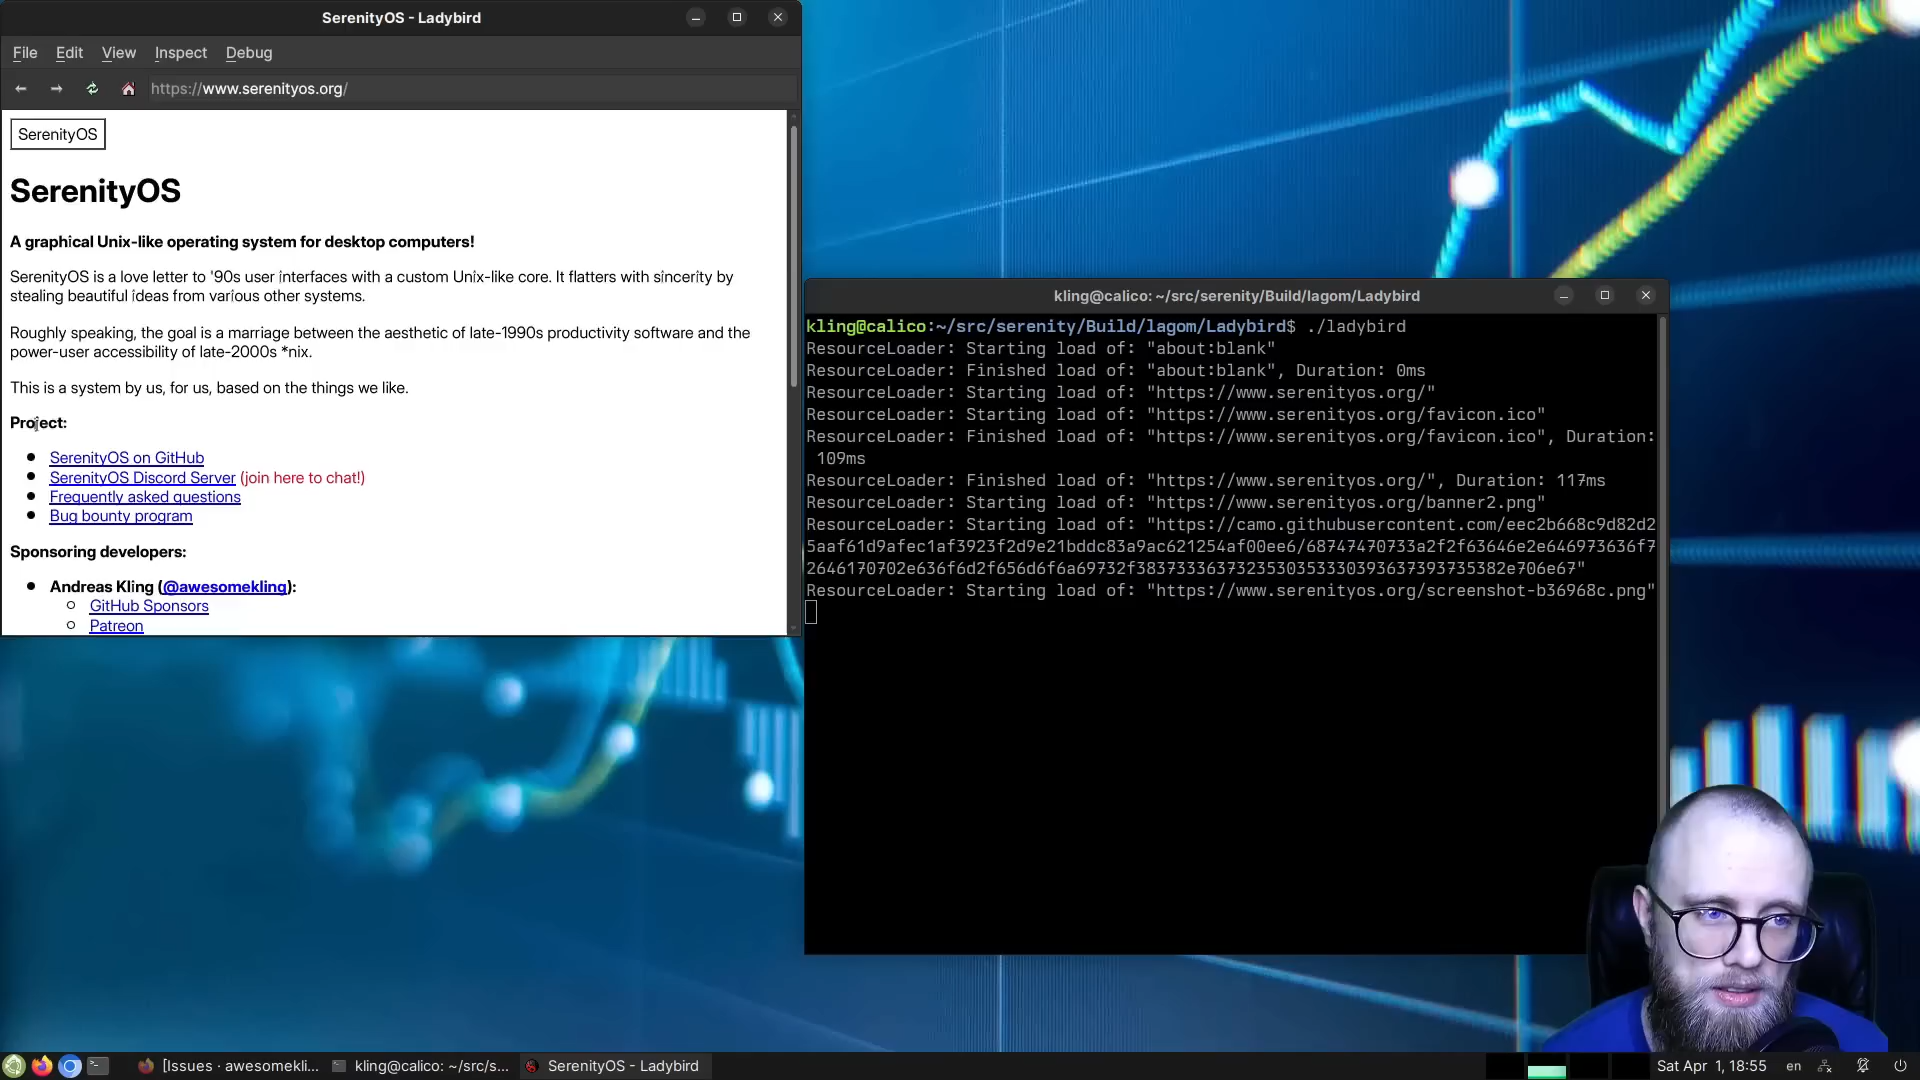 SerenityOS - Ladybird
File Edit View Inspect Debug
https://www.serenityos.org/
SerenityOS
SerenityOS
A graphical Unix-like operating system for desktop computers!
SerenityOS is a love letter to '90s user interfaces with a custom Unix-like core. It flatters with sincerity by
stealing beautiful ideas from various other systems.
Roughly speaking, the goal is a marriage between the aesthetic of late-1990s productivity software and the
power-user accessibility of late-2000s *nix.
This is a system by us, for us, based on the things we like.
Project:
SerenityOS on GitHub
SerenityOS Discord Server (join here to chat!)
Frequently asked questions
Bug bounty program
Sponsoring developers:
Andreas Kling (@awesomekling):
GitHub Sponsors
Patreon
kling@calico: ~/src/serenity/Build/lagom/Ladybird
kling@calico:~/src/serenity/Build/lagom/Ladybird$ ./ladybird
ResourceLoader: Starting load of: "about:blank"
ResourceLoader: Finished load of: "about:blank", Duration: 0ms
ResourceLoader: Starting load of: "https://www.serenityos.org/"
ResourceLoader: Starting load of: "https://www.serenityos.org/favicon.ico"
ResourceLoader: Finished load of: "https://www.serenityos.org/favicon.ico", Duration:
109ms
ResourceLoader: Finished load of: "https://www.serenityos.org/", Duration: 117ms
ResourceLoader: Starting load of: "https://www.serenityos.org/banner2.png"
ResourceLoader: Starting load of: "https://camo.githubusercontent.com/eec2b668c9d82d2
5aaf61d9afec1af3923f2d9e21bddc83a9ac621254af00ee6/68747470733a2f2f63646e2e646973636f7
2646170702e636f6d2f656d6f6a69732f3837333637323530353330393637393735382e706e67"
ResourceLoader: Starting load of: "https://www.serenityos.org/screenshot-b36968c.png"
[Issues · awesomekli... kling@calico: ~/src/s... SerenityOS - Ladybird Sat Apr 1, 18:55 en